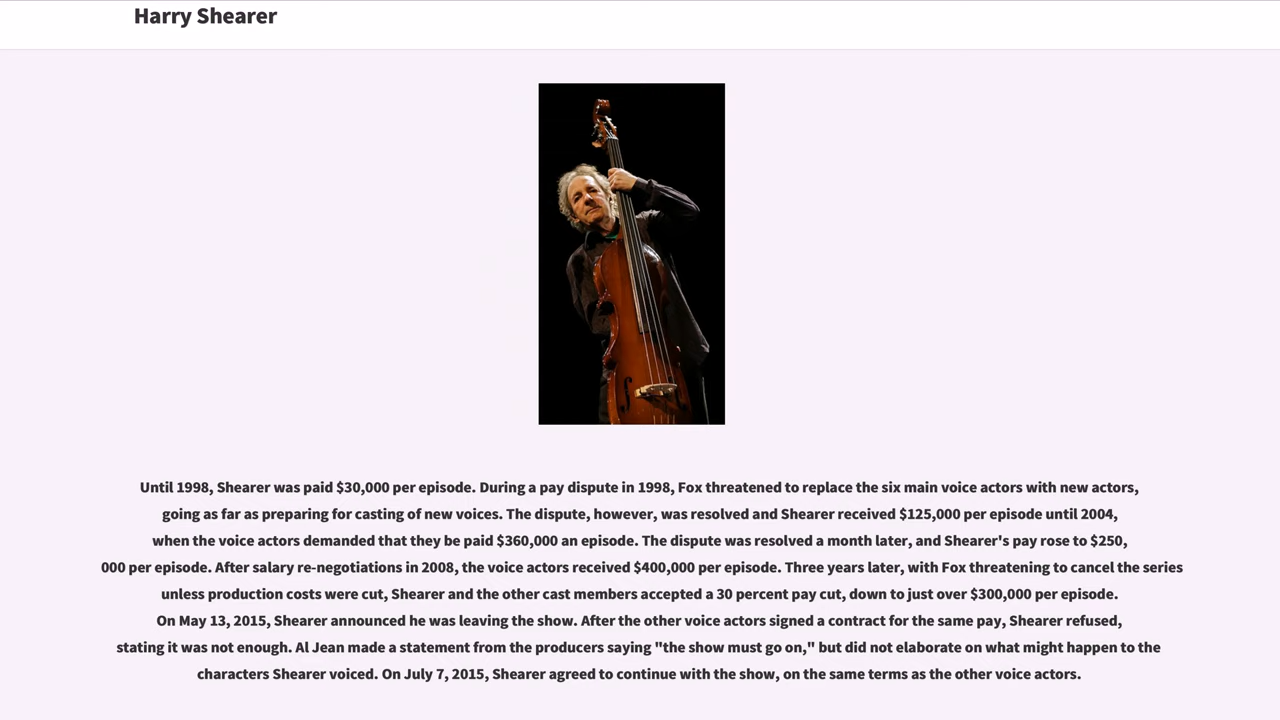 Harry Shearer
Until 1998, Shearer was paid $30,000 per episode. During a pay dispute in 1998, Fox threatened to replace the six main voice actors with new actors,
going as far as preparing for casting of new voices. The dispute, however, was resolved and Shearer received $125,000 per episode until 2004,
when the voice actors demanded that they be paid $360,000 an episode. The dispute was resolved a month later, and Shearer's pay rose to $250,
000 per episode. After salary re-negotiations in 2008, the voice actors received $400,000 per episode. Three years later, with Fox threatening to cancel the series
unless production costs were cut, Shearer and the other cast members accepted a 30 percent pay cut, down to just over $300,000 per episode.
On May 13, 2015, Shearer announced he was leaving the show. After the other voice actors signed a contract for the same pay, Shearer refused,
stating it was not enough. Al Jean made a statement from the producers saying "the show must go on," but did not elaborate on what might happen to the
characters Shearer voiced. On July 7, 2015, Shearer agreed to continue with the show, on the same terms as the other voice actors.